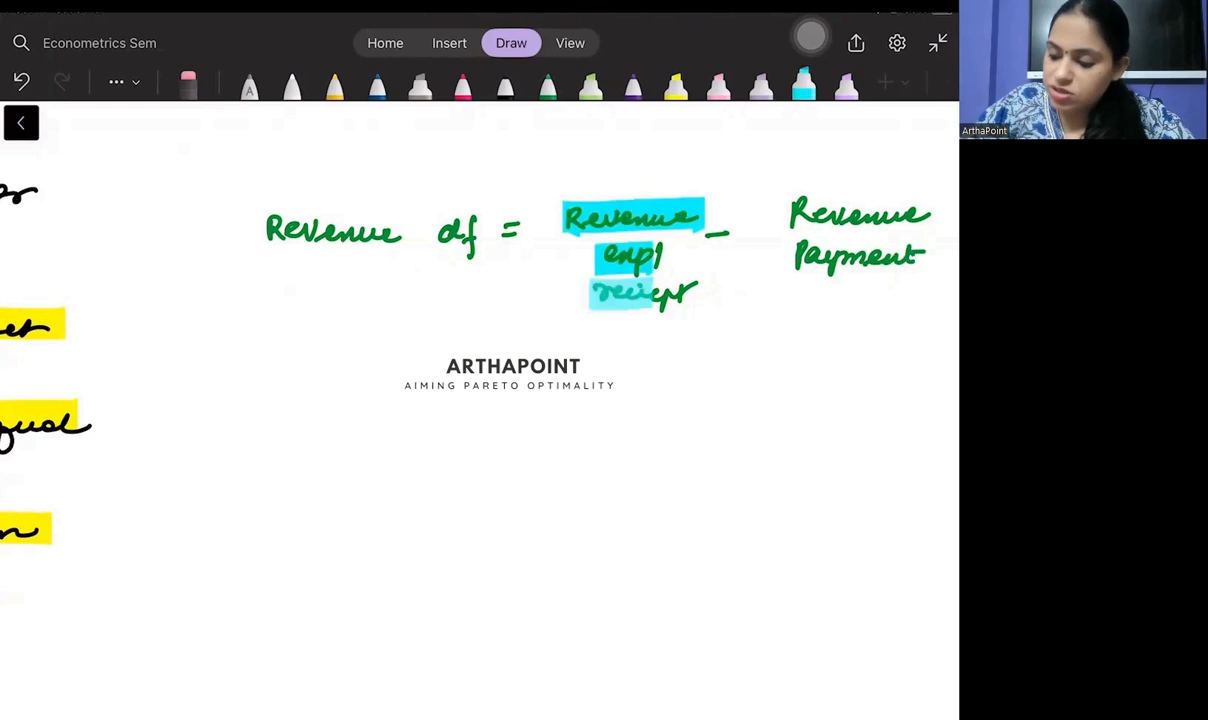 Econometrics Sem
Home Insert Draw View
A
ArthaPoint
Revenue df = Revenue - Revenue
exp/ Payment
reciept
ARTHAPOINT
AIMING PARETO OPTIMALITY